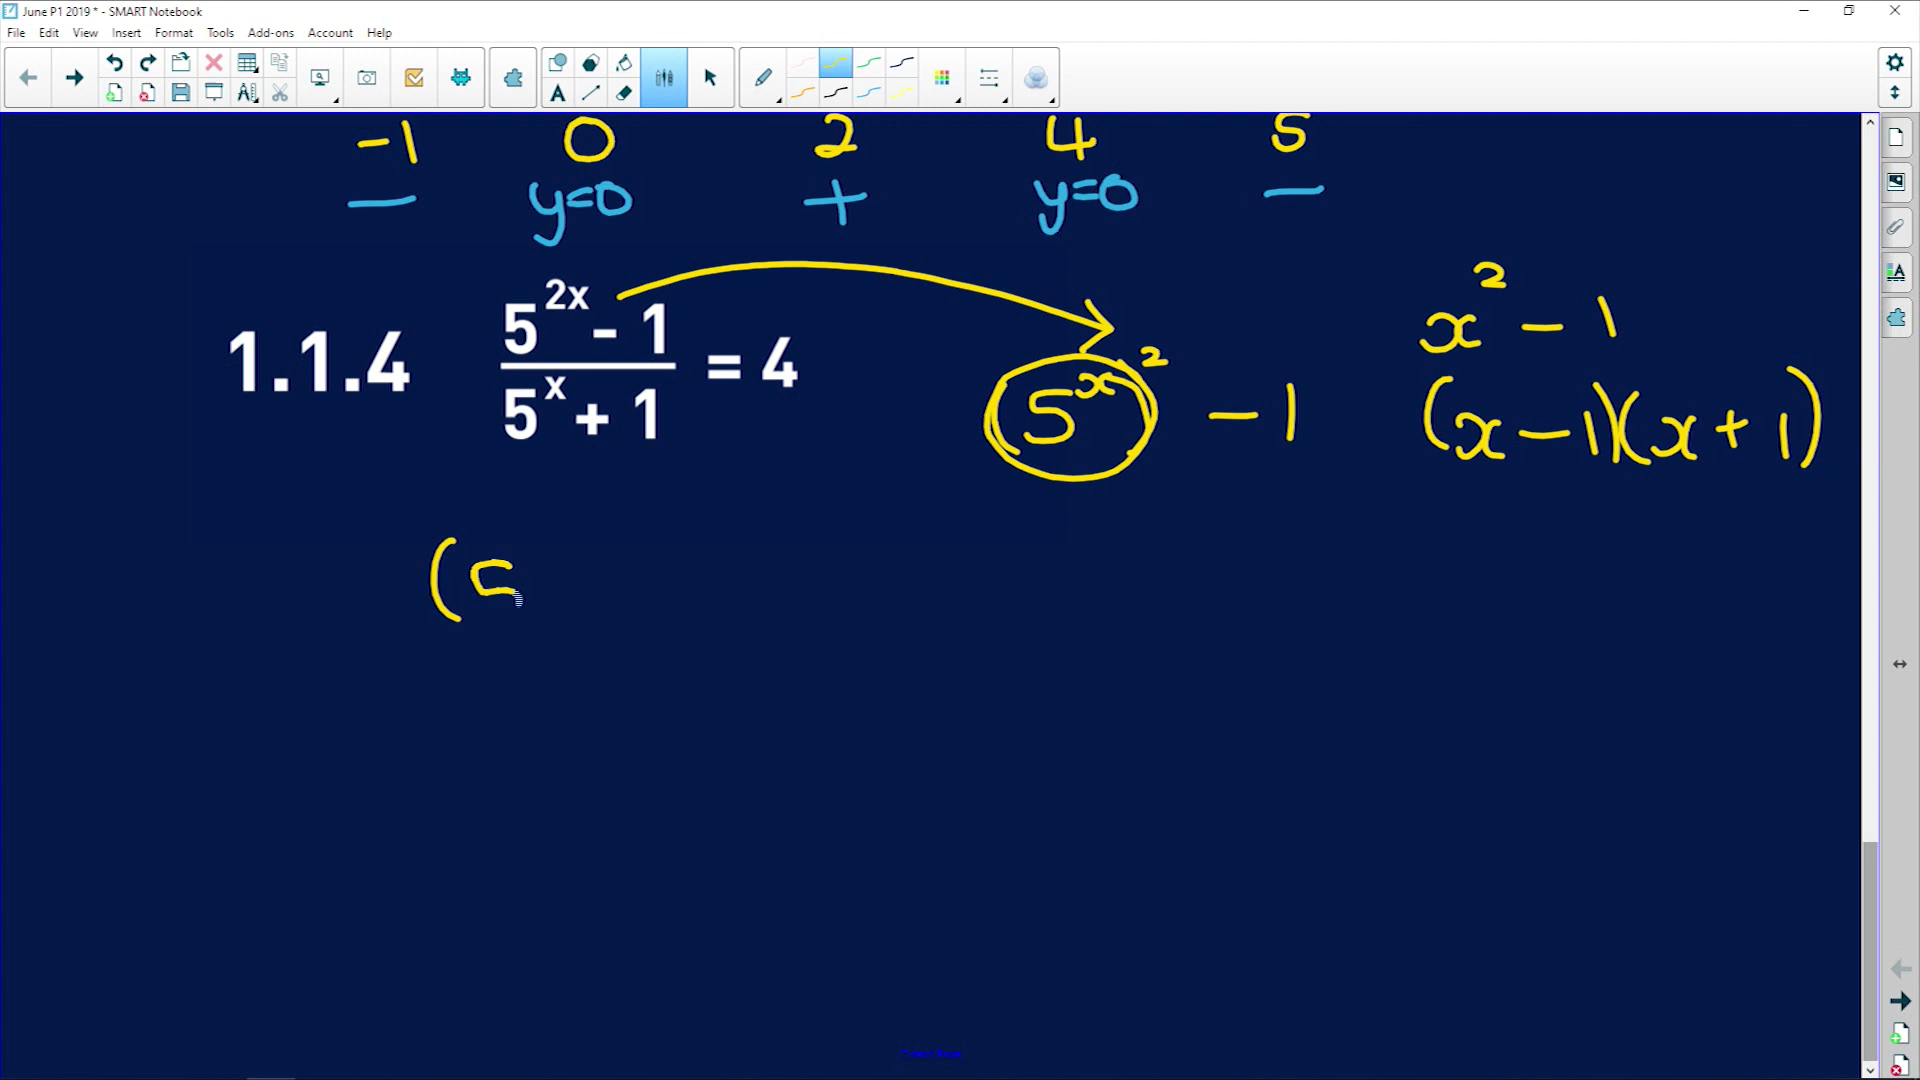 June P1 2019 * - SMART Notebook
File Edit View Insert Format Tools Add-ons Account Help
-1 0 2 4 5
— y=0 + y=0 —
1.1.4 5^{2x} - 1 / 5^{x} + 1 = 4
5^{x^2} - 1
x^2 - 1
(x - 1)(x + 1)
(5